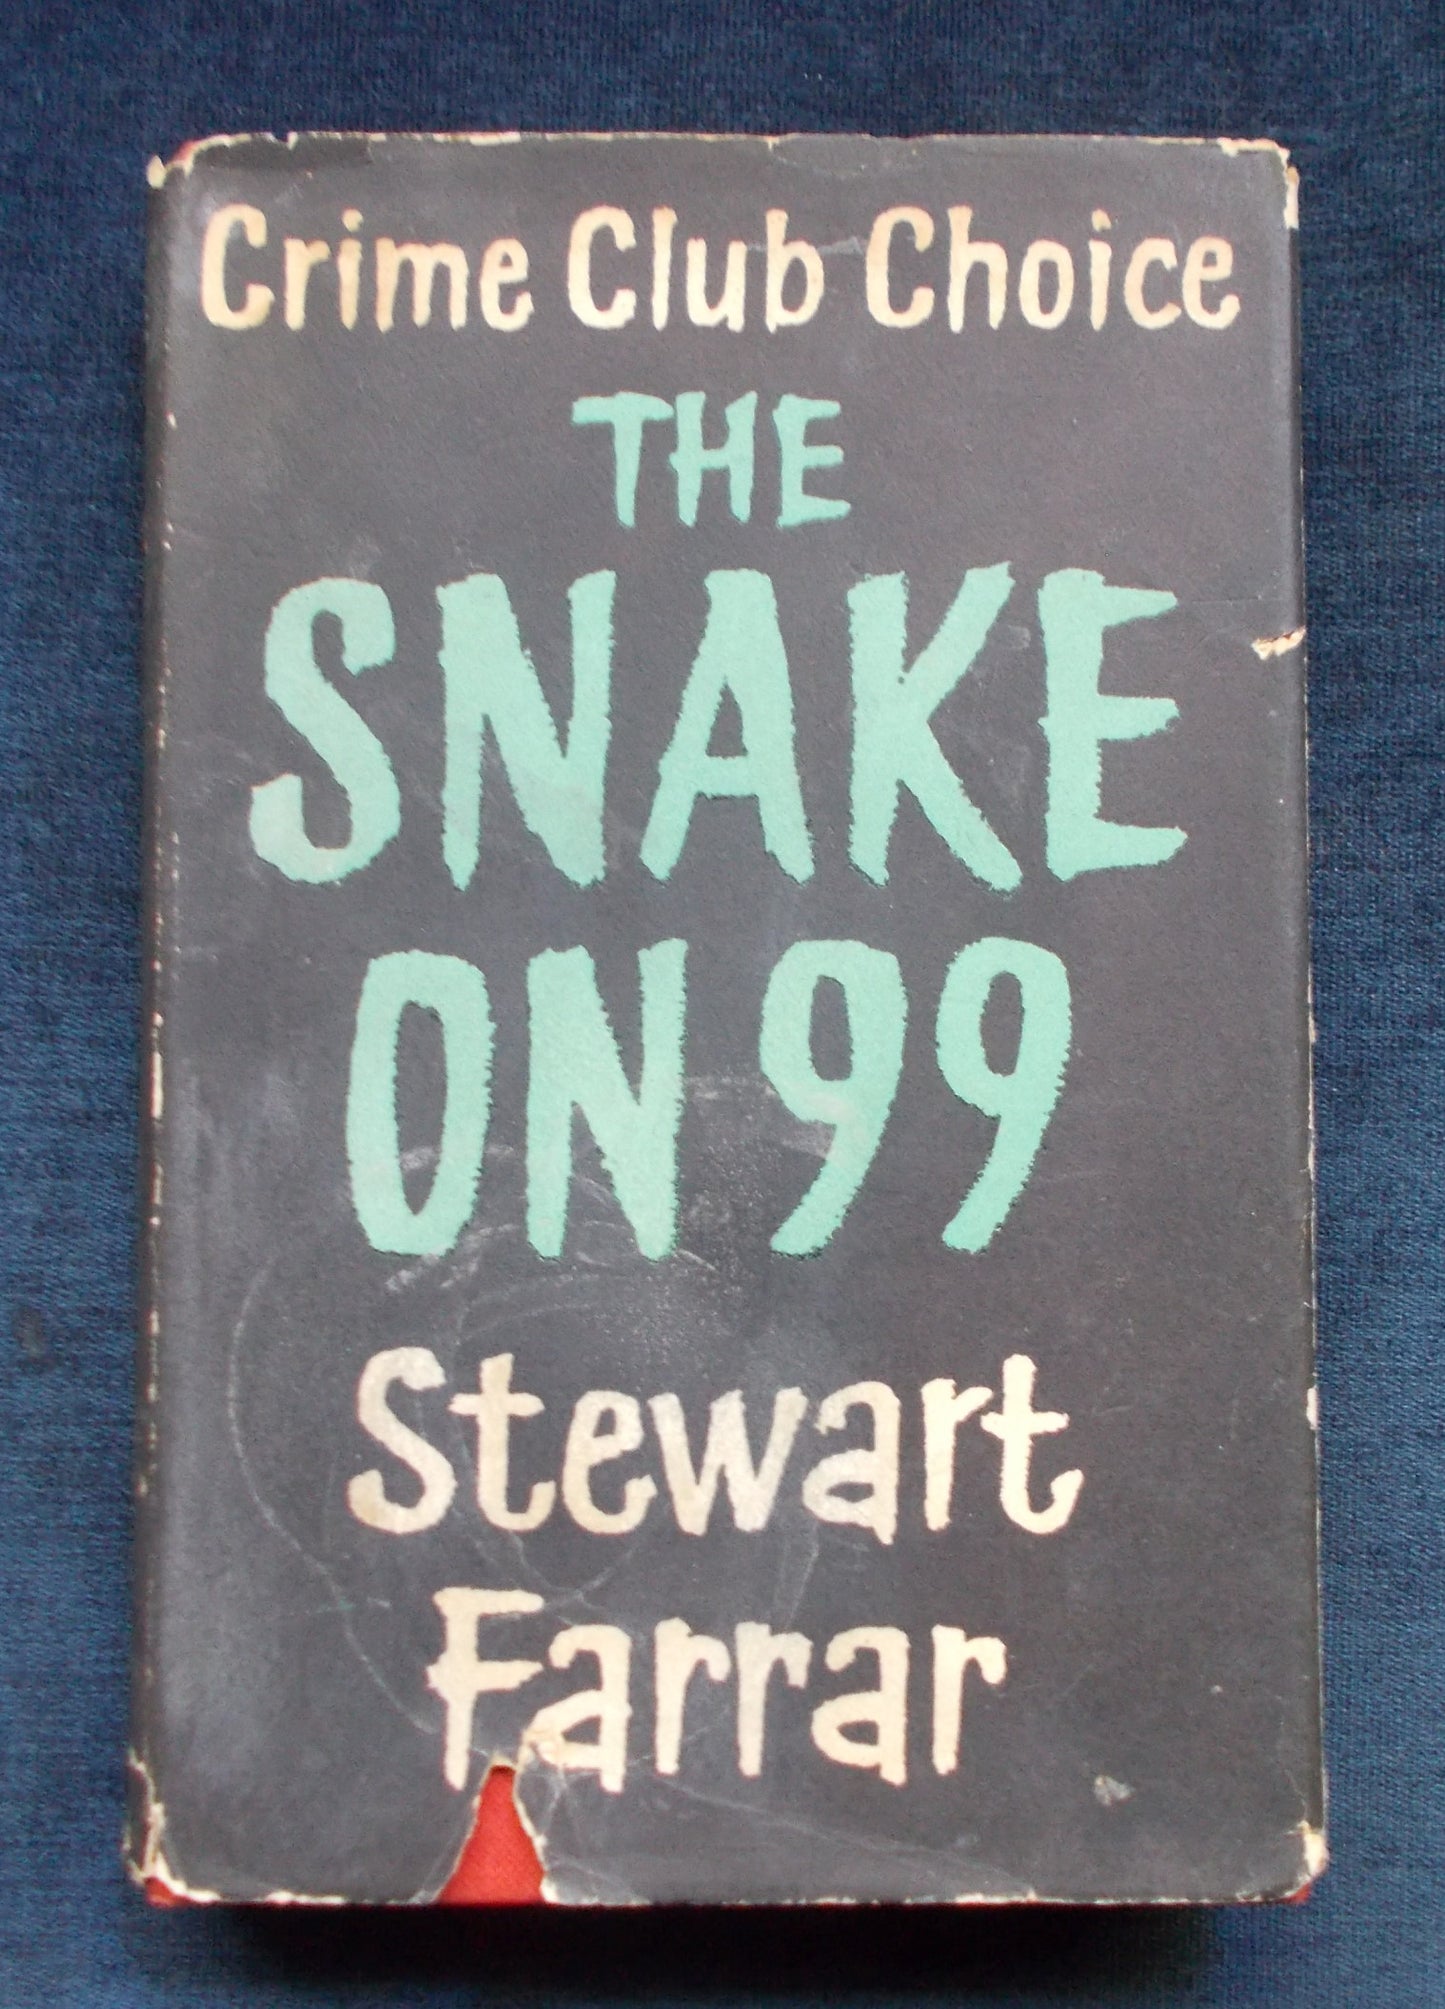 Crime Club Choice
THE
SNAKE
ON 99
Stewart
Farrar